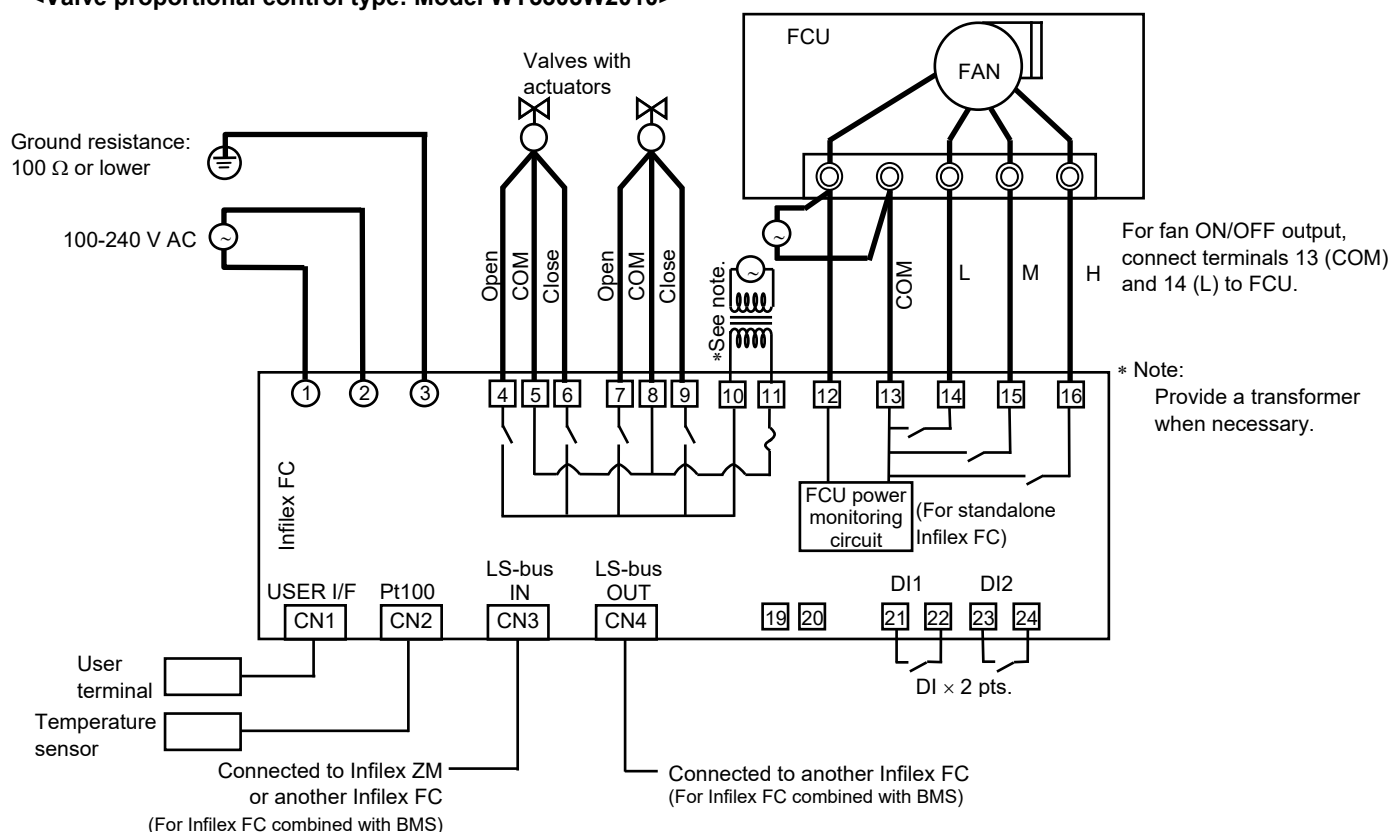 FCU
FAN
Valves with
actuators
Ground resistance:
100 Ω or lower
100-240 V AC
~
~
~
Open
COM
Close
Open
COM
Close
*See note.
COM
L
M
H
For fan ON/OFF output,
connect terminals 13 (COM)
and 14 (L) to FCU.
* Note:
Provide a transformer
when necessary.
1 2 3 4 5 6 7 8 9 10 11 12 13 14 15 16
Infilex FC
FCU power
monitoring
circuit
(For standalone
Infilex FC)
USER I/F
CN1
Pt100
CN2
LS-bus
IN
CN3
LS-bus
OUT
CN4
19 20
DI1
21 22
DI2
23 24
DI × 2 pts.
User
terminal
Temperature
sensor
Connected to Infilex ZM
or another Infilex FC
(For Infilex FC combined with BMS)
Connected to another Infilex FC
(For Infilex FC combined with BMS)